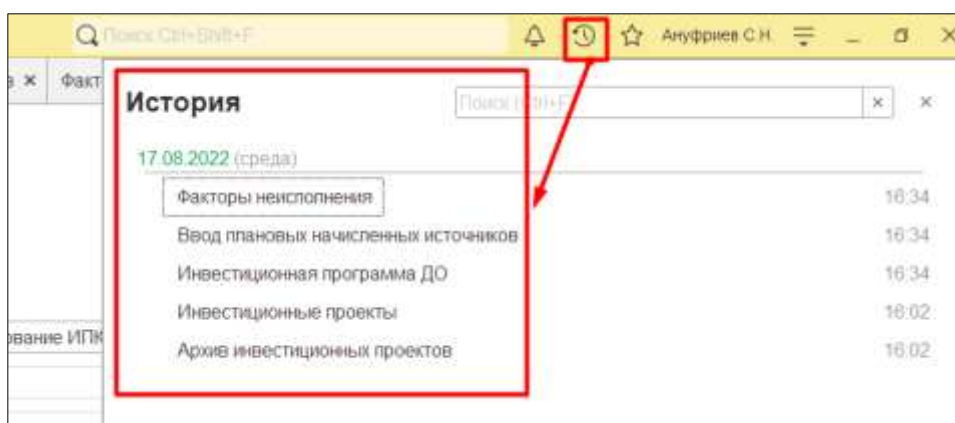 Поиск Ctrl+Shift+F
Ануфриев С.Н.
Факт
История
Поиск (Ctrl+F)
17.08.2022 (среда)
Факторы неисполнения 16:34
Ввод плановых начисленных источников 16:34
Инвестиционная программа ДО 16:34
Инвестиционные проекты 16:02
ование ИПК
Архив инвестиционных проектов 16:02